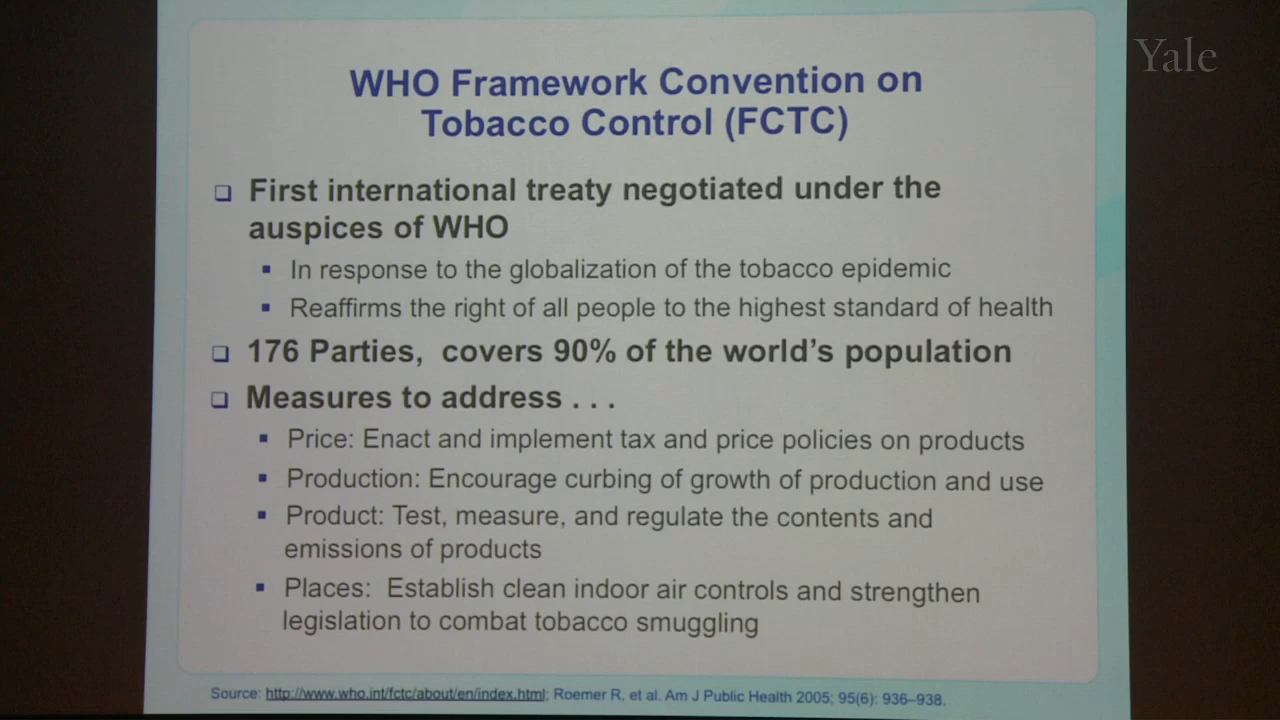 Yale
WHO Framework Convention on
Tobacco Control (FCTC)
❑ First international treaty negotiated under the
auspices of WHO
▪ In response to the globalization of the tobacco epidemic
▪ Reaffirms the right of all people to the highest standard of health
❑ 176 Parties, covers 90% of the world's population
❑ Measures to address . . .
▪ Price: Enact and implement tax and price policies on products
▪ Production: Encourage curbing of growth of production and use
▪ Product: Test, measure, and regulate the contents and
emissions of products
▪ Places: Establish clean indoor air controls and strengthen
legislation to combat tobacco smuggling
Source: http://www.who.int/fctc/about/en/index.html; Roemer R, et al. Am J Public Health 2005; 95(6): 936–938.